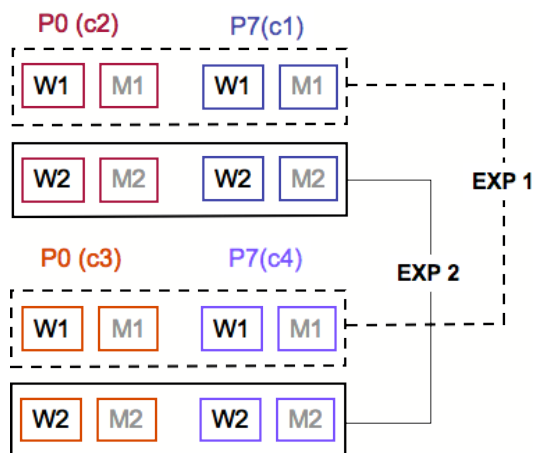 P0 (c2) P7(c1)
W1 M1 W1 M1
EXP 1
W2 M2 W2 M2
P0 (c3) P7(c4)
EXP 2
W1 M1 W1 M1
W2 M2 W2 M2